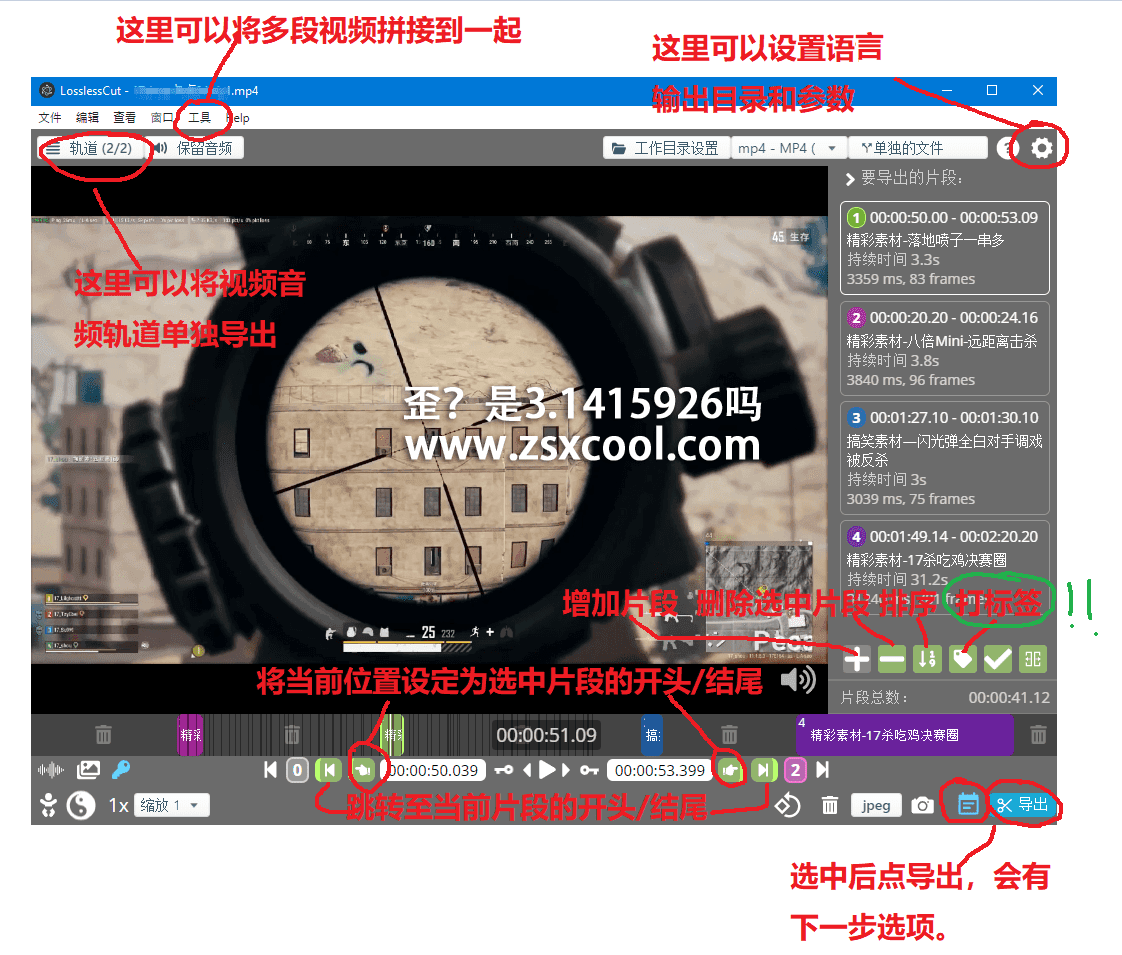 这里可以将多段视频拼接到一起
这里可以设置语言
输出目录和参数
LosslessCut -
.mp4
文件 编辑 查看 窗口 工具 Help
轨道 (2/2) 保留音频 工作目录设置 mp4 - MP4 ( 单独的文件 ?
要导出的片段:
1 00:00:50.00 - 00:00:53.09
精彩素材-落地喷子一串多
持续时间 3.3s
3359 ms, 83 frames
2 00:00:20.20 - 00:00:24.16
精彩素材-八倍Mini-远距离击杀
持续时间 3.8s
3840 ms, 96 frames
3 00:01:27.10 - 00:01:30.10
搞笑素材—闪光弹全白对手调戏
被反杀
持续时间 3s
3039 ms, 75 frames
4 00:01:49.14 - 00:02:20.20
精彩素材-17杀吃鸡决赛圈
持续时间 31.2s
45 生存
这里可以将视频音
频轨道单独导出
歪？是3.1415926吗
www.zsxcool.com
增加片段 删除选中片段 排序 打标签 !!
25 232
将当前位置设定为选中片段的开头/结尾
片段总数: 00:00:41.12
精采
精
00:00:51.09
搞:
4
精彩素材-17杀吃鸡决赛圈
0 00:00:50.039 00:00:53.399 2
跳转至当前片段的开头/结尾
1x 缩放 1 jpeg 导出
选中后点导出，会有
下一步选项。